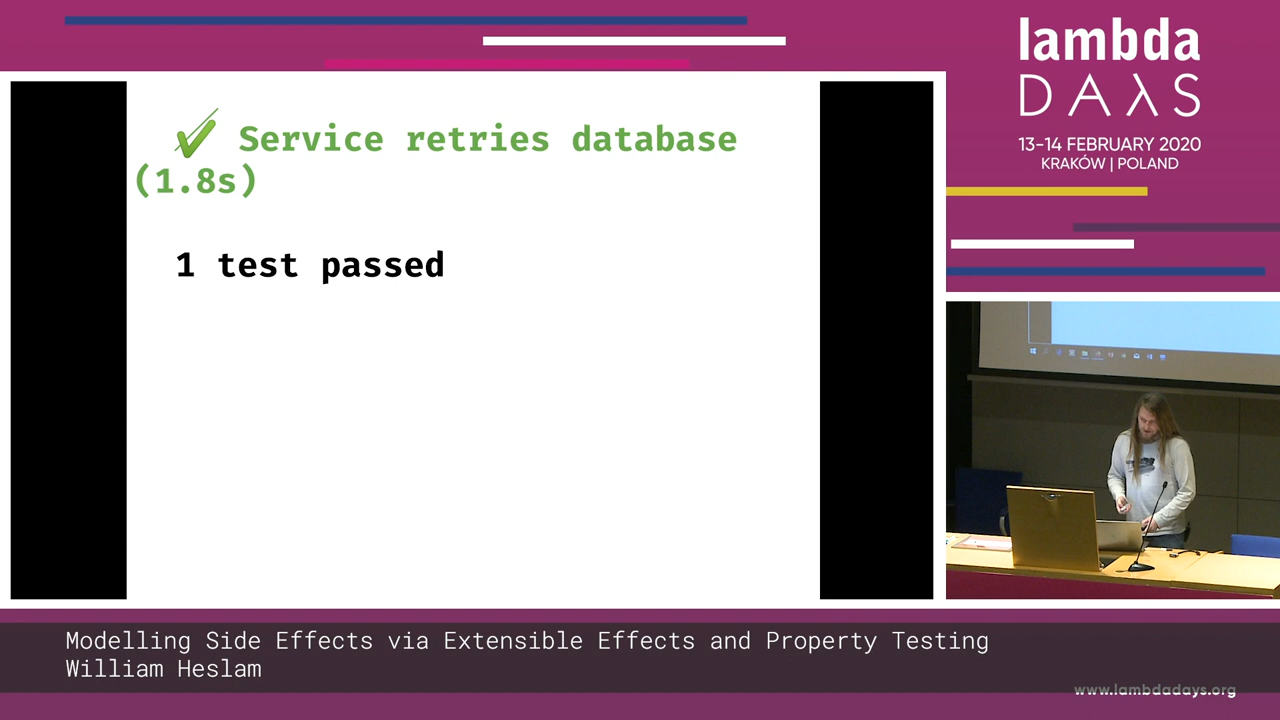 lambda
DAλS
13-14 FEBRUARY 2020
KRAKÓW | POLAND
Service retries database
(1.8s)
1 test passed
Modelling Side Effects via Extensible Effects and Property Testing
William Heslam
www.lambdadays.org